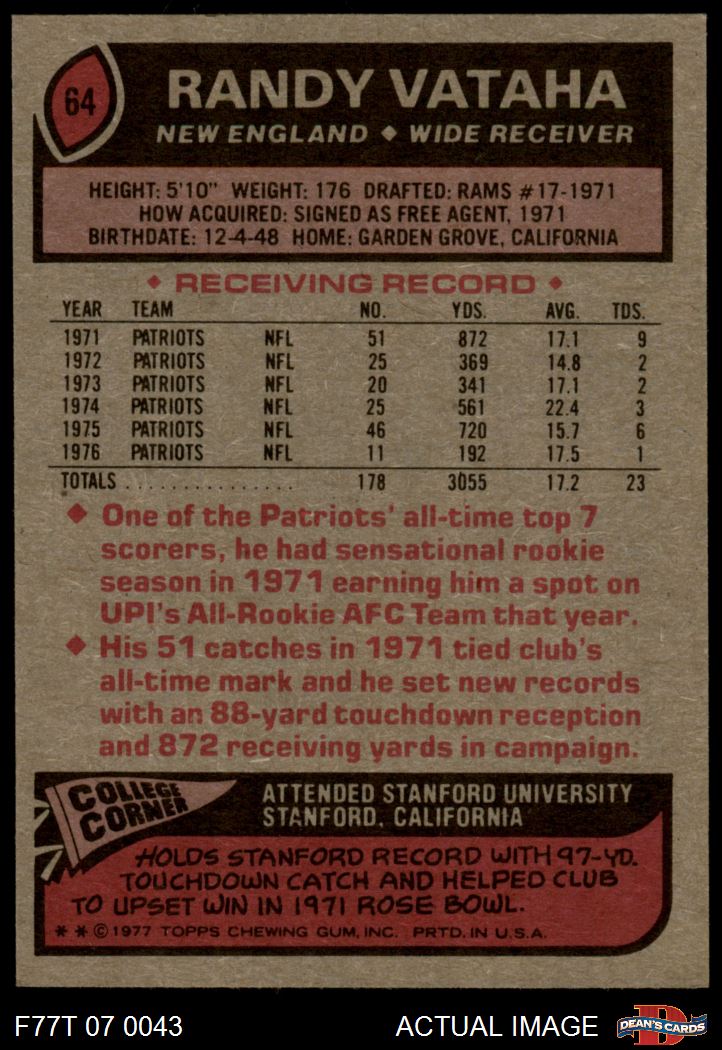 64
RANDY VATAHA
NEW ENGLAND ♦ WIDE RECEIVER
HEIGHT: 5'10" WEIGHT: 176 DRAFTED: RAMS #17-1971
HOW ACQUIRED: SIGNED AS FREE AGENT, 1971
BIRTHDATE: 12-4-48 HOME: GARDEN GROVE, CALIFORNIA
♦ RECEIVING RECORD ♦
YEAR TEAM NO. YDS. AVG. TDS.
1971 PATRIOTS NFL 51 872 17.1 9
1972 PATRIOTS NFL 25 369 14.8 2
1973 PATRIOTS NFL 20 341 17.1 2
1974 PATRIOTS NFL 25 561 22.4 3
1975 PATRIOTS NFL 46 720 15.7 6
1976 PATRIOTS NFL 11 192 17.5 1
TOTALS . . . . . . . . . . . . . . . 178 3055 17.2 23
♦ One of the Patriots' all-time top 7
scorers, he had sensational rookie
season in 1971 earning him a spot on
UPI's All-Rookie AFC Team that year.
♦ His 51 catches in 1971 tied club's
all-time mark and he set new records
with an 88-yard touchdown reception
and 872 receiving yards in campaign.
COLLEGE
CORNER
ATTENDED STANFORD UNIVERSITY
STANFORD, CALIFORNIA
HOLDS STANFORD RECORD WITH 97-YD.
TOUCHDOWN CATCH AND HELPED CLUB
TO UPSET WIN IN 1971 ROSE BOWL.
* * © 1977 TOPPS CHEWING GUM, INC. PRTD. IN U.S.A.
F77T 07 0043 ACTUAL IMAGE
D
DEAN'S CARDS